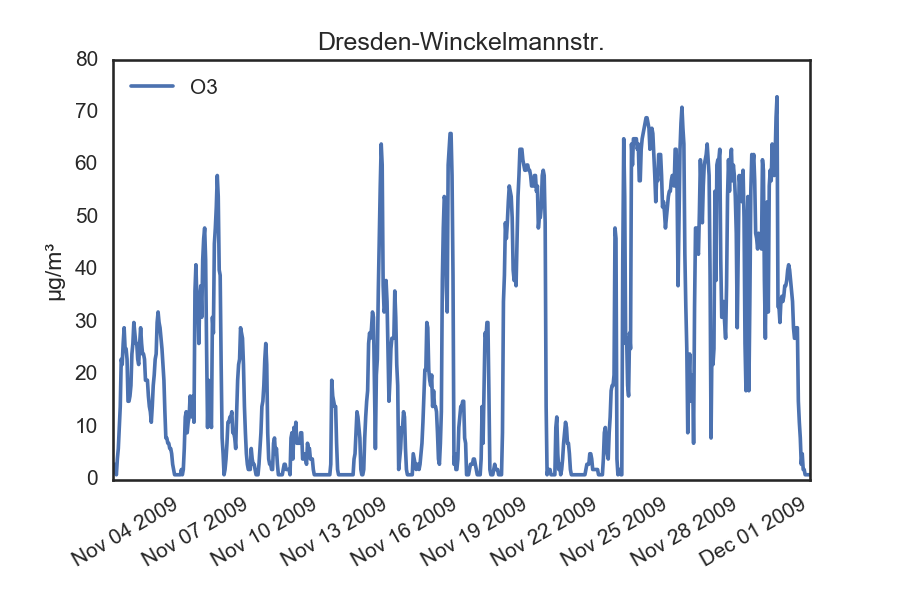 Dresden-Winckelmannstr.
80
70
60
50
40
30
20
10
0
µg/m³
O3
Nov 04 2009
Nov 07 2009
Nov 10 2009
Nov 13 2009
Nov 16 2009
Nov 19 2009
Nov 22 2009
Nov 25 2009
Nov 28 2009
Dec 01 2009